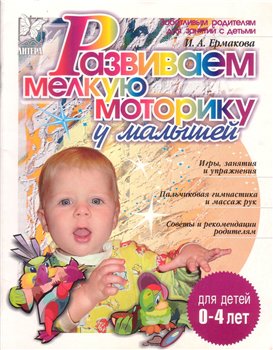 заботливым родителям
для занятий с детьми
И. А. Ермакова
ЛИТЕРА
Развиваем
мелкую
моторику
у малышей
Игры, занятия
и упражнения
Пальчиковая гимнастика
и массаж рук
Советы и рекомендации
родителям
для детей
0-4 лет